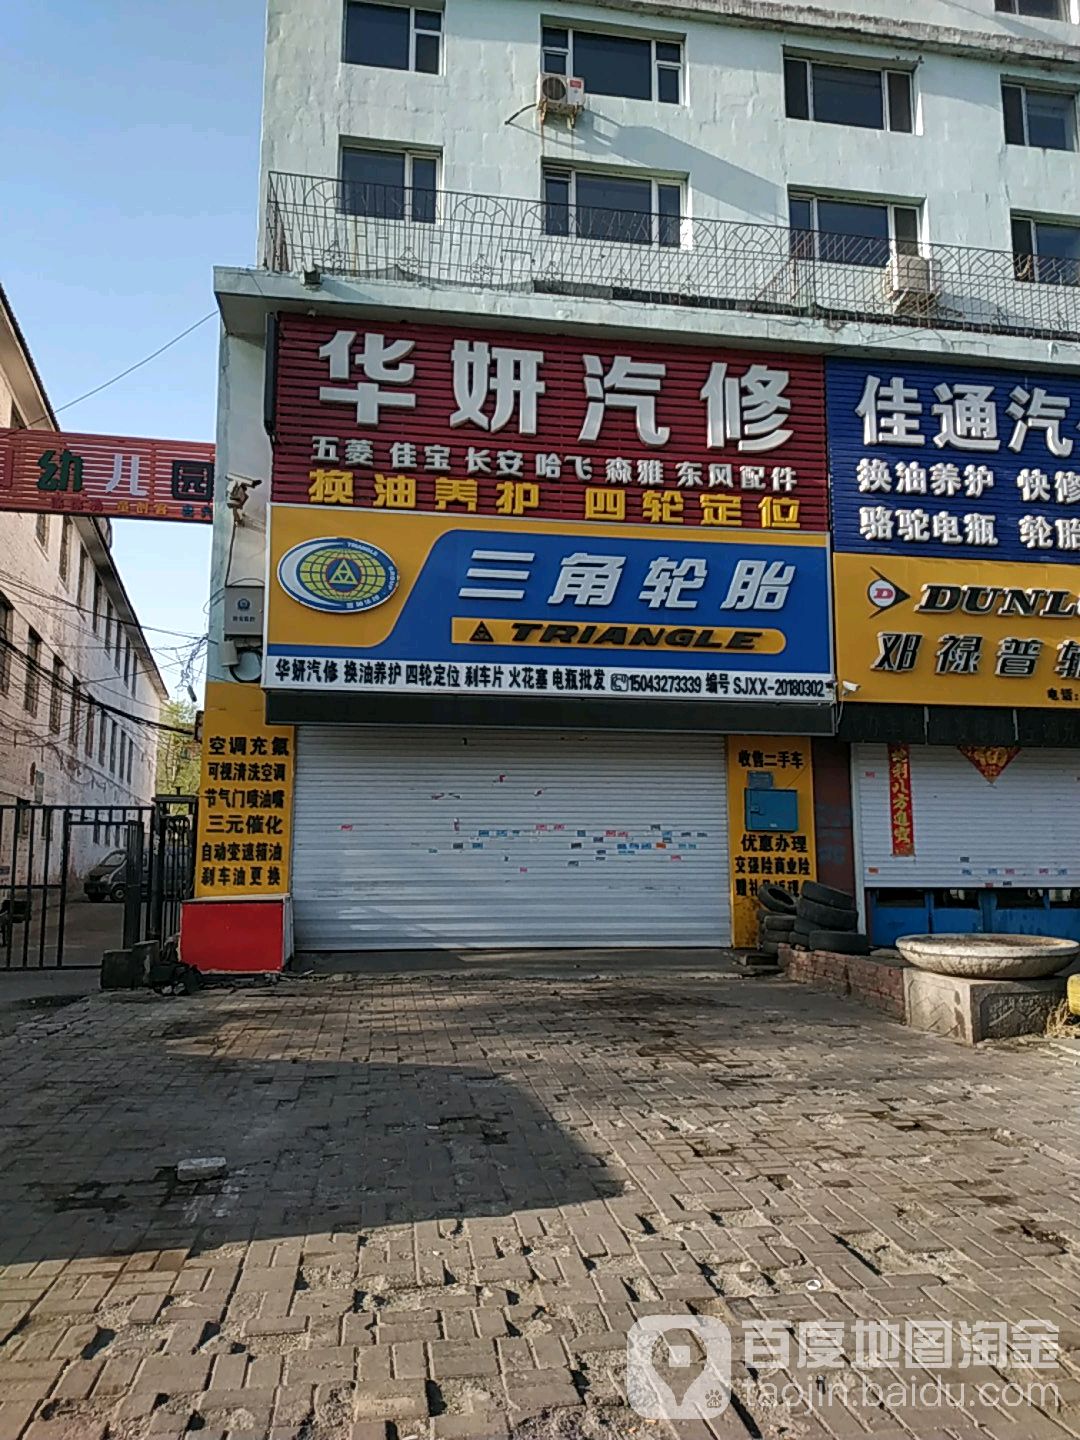 华妍汽修
五菱 佳宝 长安 哈飞 森雅 东风 配件
换油养护 四轮定位
TRIANGLE
三角轮胎
TRIANGLE
华妍汽修 换油养护 四轮定位 刹车片 火花塞 电瓶批发 15043273339 编号 SJXX-20180302
佳通汽
换油养护 快修
骆驼电瓶 轮胎
D DUNL
邓禄普轮
电话:
幼儿园
空调充氟
可视清洗空调
节气门喷油嘴
三元催化
自动变速箱油
刹车油更换
收售二手车
优惠办理
交强险商业险
八方进宝
百度地图淘金
taojin.baidu.com